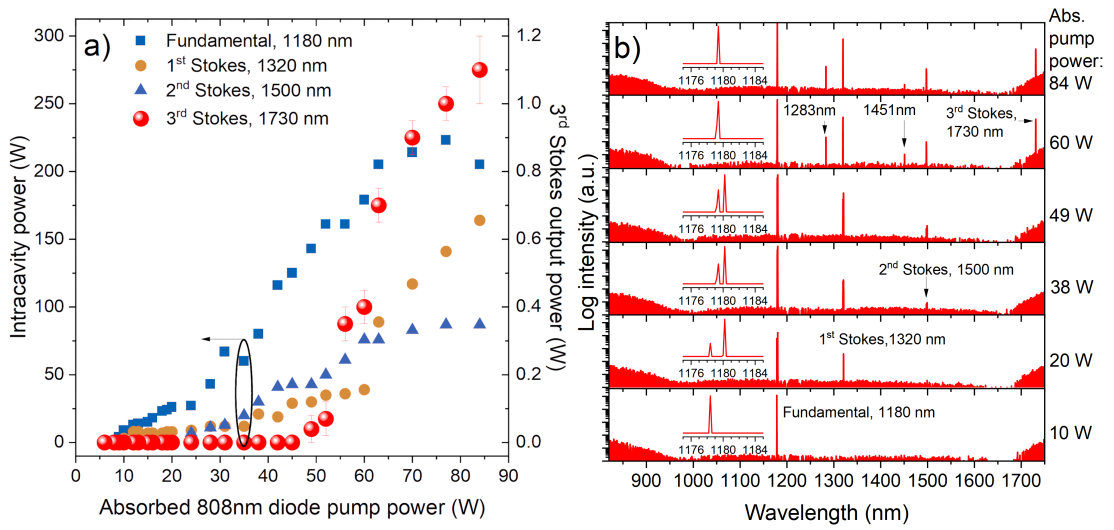 a)
Fundamental, 1180 nm
1st Stokes, 1320 nm
2nd Stokes, 1500 nm
3rd Stokes, 1730 nm
Intracavity power (W)
300
250
200
150
100
50
0
1.2
1.0
0.8
0.6
0.4
0.2
0.0
3rd Stokes output power (W)
0 10 20 30 40 50 60 70 80 90
Absorbed 808nm diode pump power (W)
b)
Abs.
pump
power:
84 W
1176 1180 1184
1283nm
1451nm
3rd Stokes,
1730 nm
60 W
1176 1180 1184
49 W
1176 1180 1184
2nd Stokes, 1500 nm
38 W
1176 1180 1184
1st Stokes,1320 nm
20 W
1176 1180 1184
Fundamental, 1180 nm
10 W
1176 1180 1184
Log intensity (a.u.)
900 1000 1100 1200 1300 1400 1500 1600 1700
Wavelength (nm)